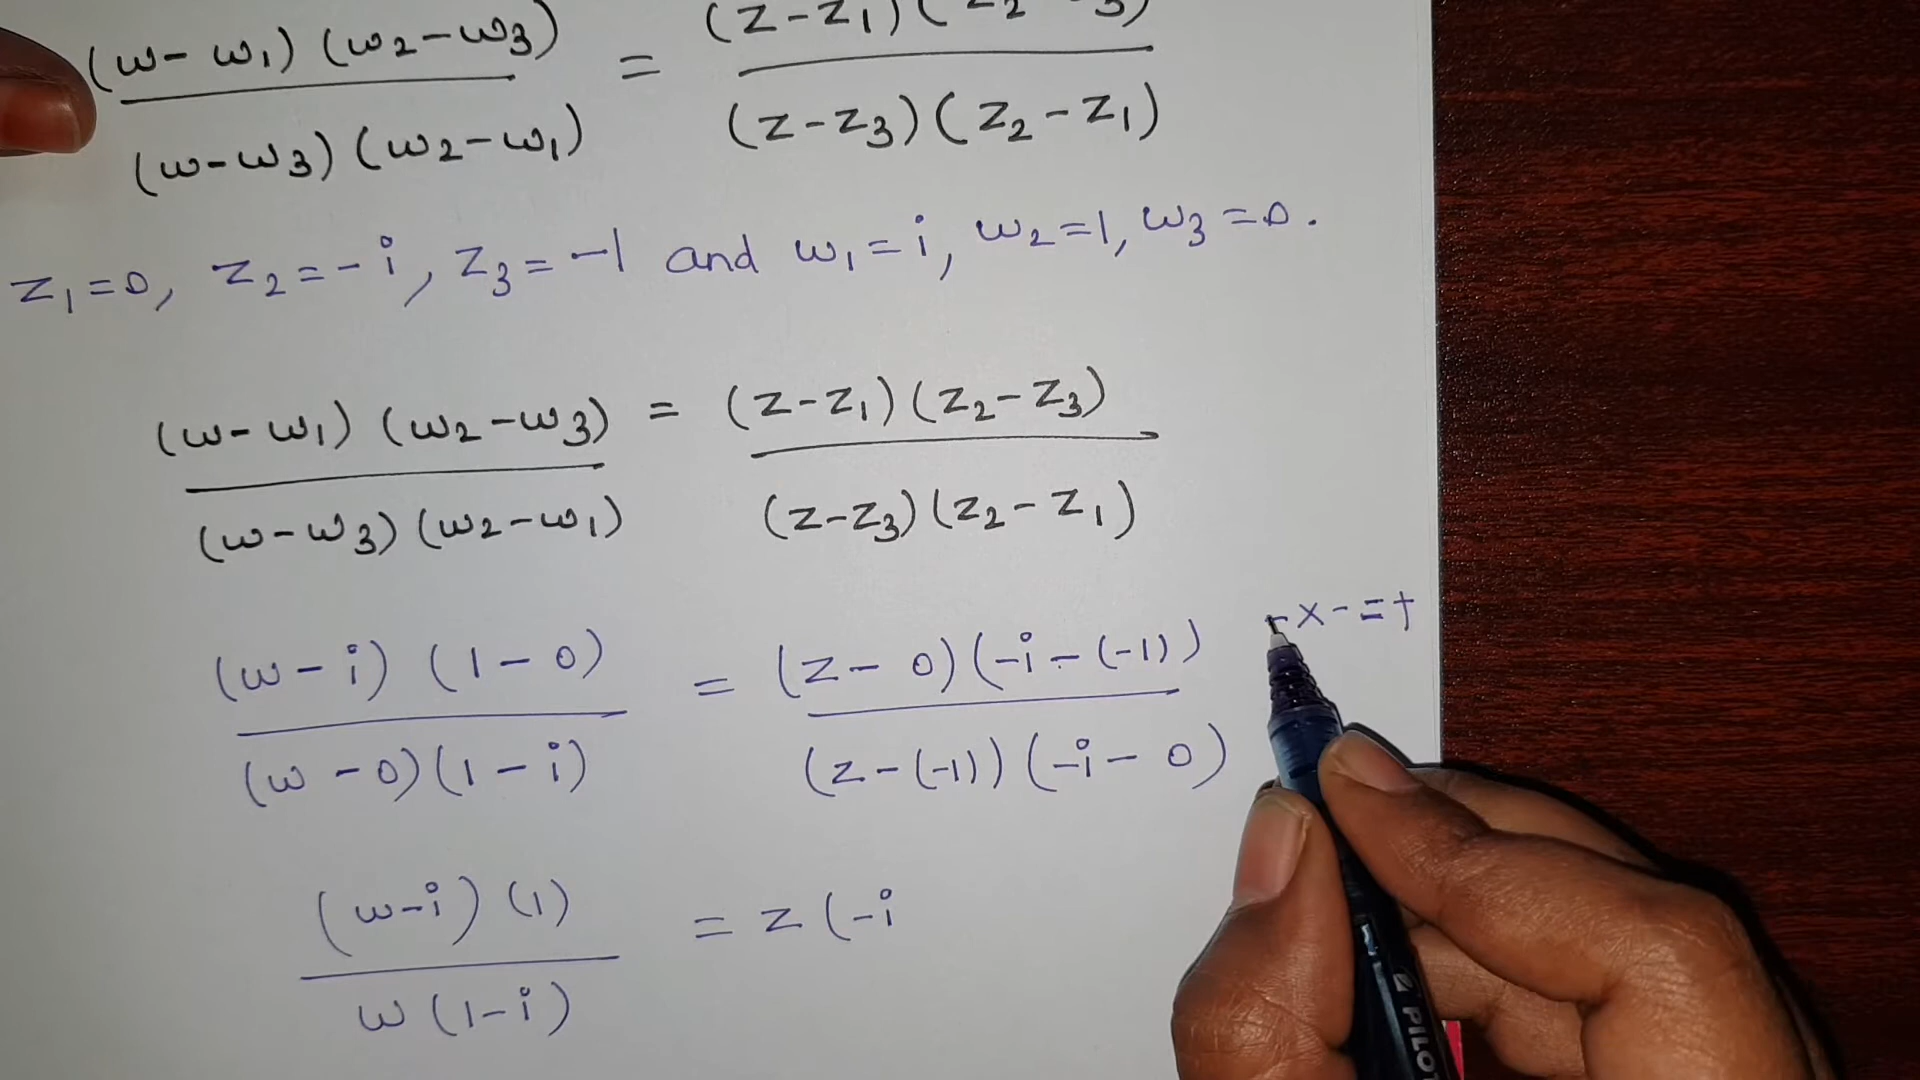 (w-w₁) (w₂-w₃) = (z-z₁) (z₂ 3)
(w-w₃) (w₂-w₁) (z-z₃) (z₂-z₁)
z₁=0, z₂=-i, z₃=-1 and w₁=i, w₂=1, w₃=0.
(w-w₁) (w₂-w₃) = (z-z₁) (z₂-z₃)
(w-w₃) (w₂-w₁) (z-z₃) (z₂-z₁)
-x-=+
(w-i) (1-0) = (z-0) (-i-(-1))
(w-0) (1-i) (z-(-1)) (-i-0)
(w-i) (1) = z (-i
w (1-i)
PILOT